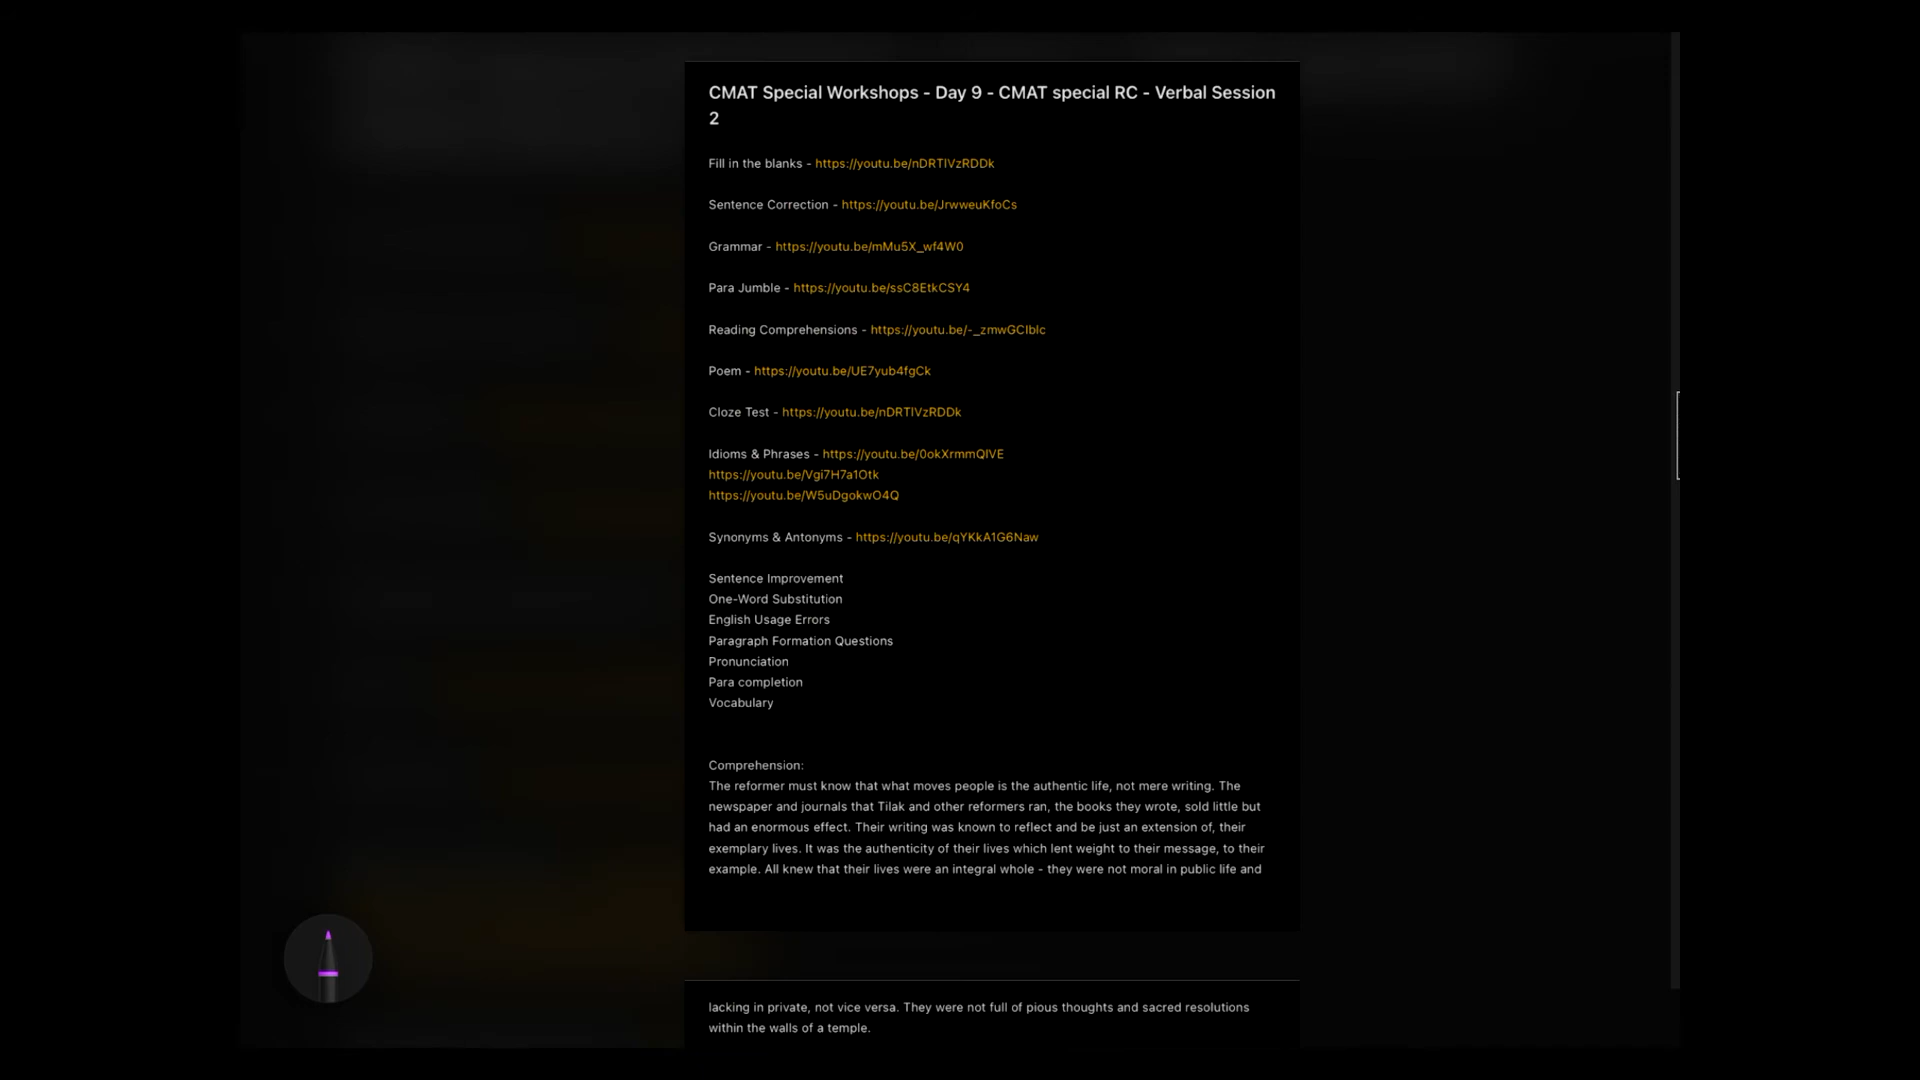 CMAT Special Workshops - Day 9 - CMAT special RC - Verbal Session
2
Fill in the blanks - https://youtu.be/nDRTIVzRDDk
Sentence Correction - https://youtu.be/JrwweuKfoCs
Grammar - https://youtu.be/mMu5X_wf4W0
Para Jumble - https://youtu.be/ssC8EtkCSY4
Reading Comprehensions - https://youtu.be/-_zmwGCIbIc
Poem - https://youtu.be/UE7yub4fgCk
Cloze Test - https://youtu.be/nDRTIVzRDDk
Idioms & Phrases - https://youtu.be/0okXrmmQIVE
https://youtu.be/Vgi7H7a1Otk
https://youtu.be/W5uDgokwO4Q
Synonyms & Antonyms - https://youtu.be/qYKkA1G6Naw
Sentence Improvement
One-Word Substitution
English Usage Errors
Paragraph Formation Questions
Pronunciation
Para completion
Vocabulary
Comprehension:
The reformer must know that what moves people is the authentic life, not mere writing. The
newspaper and journals that Tilak and other reformers ran, the books they wrote, sold little but
had an enormous effect. Their writing was known to reflect and be just an extension of, their
exemplary lives. It was the authenticity of their lives which lent weight to their message, to their
example. All knew that their lives were an integral whole - they were not moral in public life and
lacking in private, not vice versa. They were not full of pious thoughts and sacred resolutions
within the walls of a temple.